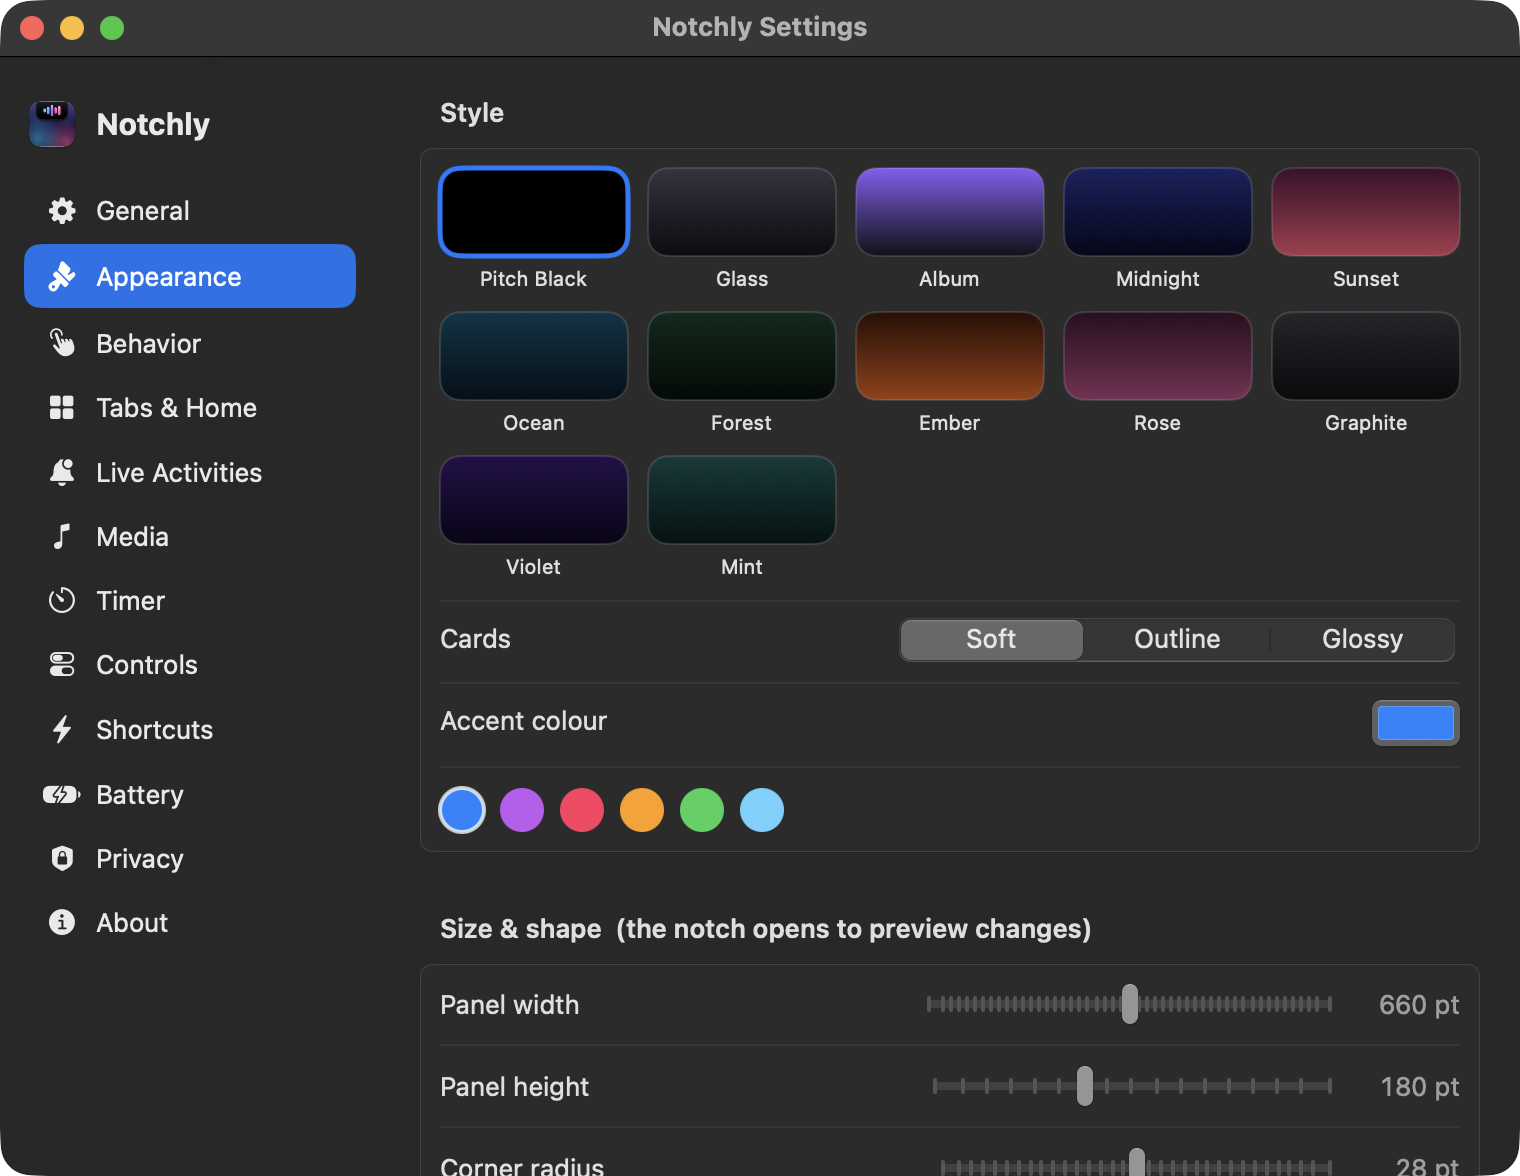 Notchly Settings
Notchly
General
Appearance
Behavior
Tabs & Home
Live Activities
Media
Timer
Controls
Shortcuts
Battery
Privacy
About
Style
Pitch Black
Glass
Album
Midnight
Sunset
Ocean
Forest
Ember
Rose
Graphite
Violet
Mint
Cards
Soft
Outline
Glossy
Accent colour
Size & shape (the notch opens to preview changes)
Panel width
660 pt
Panel height
180 pt
Corner radius
28 pt